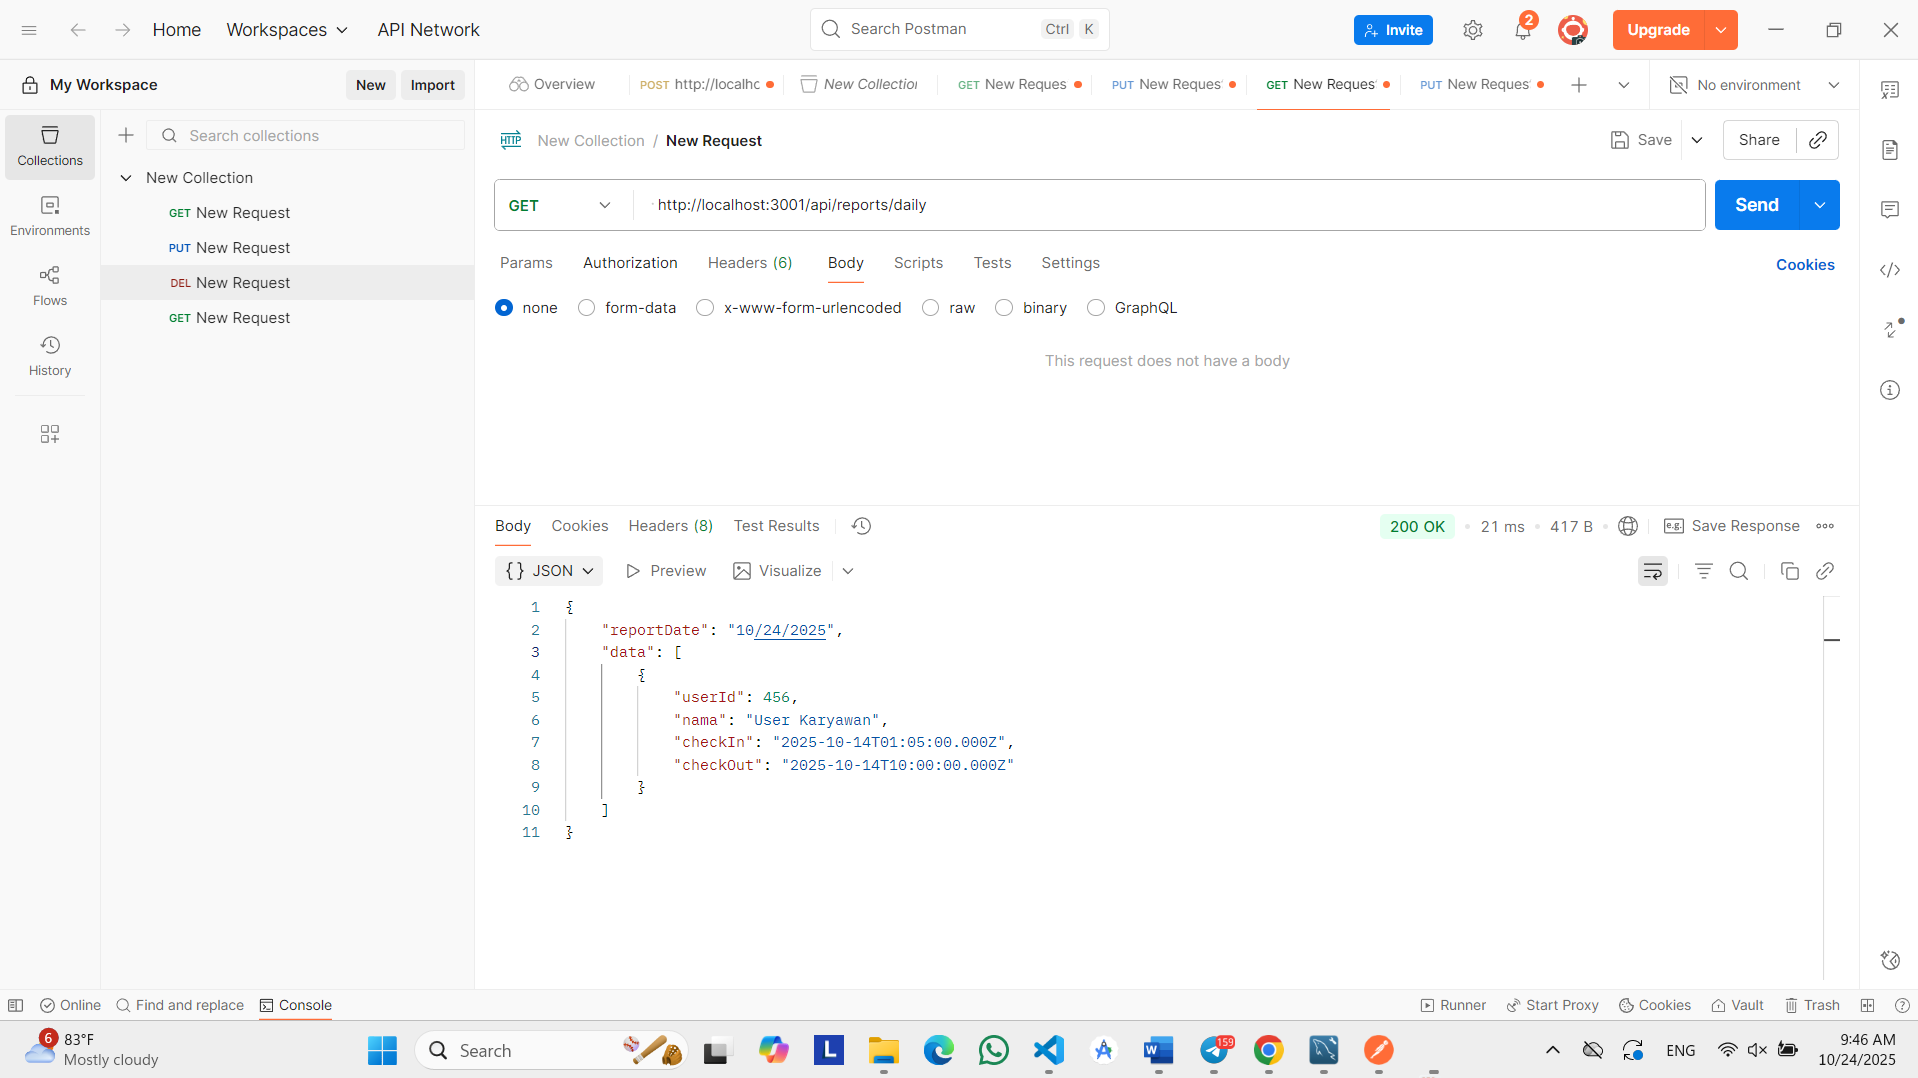 Home Workspaces API Network
Search Postman Ctrl K
Invite
2
Upgrade
My Workspace
New Import
Overview
POST http://localhc
New Collection
GET New Reques
PUT New Reques
GET New Reques
PUT New Reques
No environment
Collections
Environments
Flows
History
Search collections
New Collection
GET New Request
PUT New Request
DEL New Request
GET New Request
HTTP New Collection / New Request
Save
Share
GET http://localhost:3001/api/reports/daily
Send
Params Authorization Headers (6) Body Scripts Tests Settings
Cookies
none form-data x-www-form-urlencoded raw binary GraphQL
This request does not have a body
Body Cookies Headers (8) Test Results
200 OK 21 ms 417 B
e.g. Save Response
{} JSON Preview Visualize
1 {
2 "reportDate": "10/24/2025",
3 "data": [
4 {
5 "userId": 456,
6 "nama": "User Karyawan",
7 "checkIn": "2025-10-14T01:05:00.000Z",
8 "checkOut": "2025-10-14T10:00:00.000Z"
9 }
10 ]
11 }
Online Find and replace Console
Runner Start Proxy Cookies Vault Trash
6
83°F
Mostly cloudy
Search
L
A
W
159
ENG
9:46 AM
10/24/2025